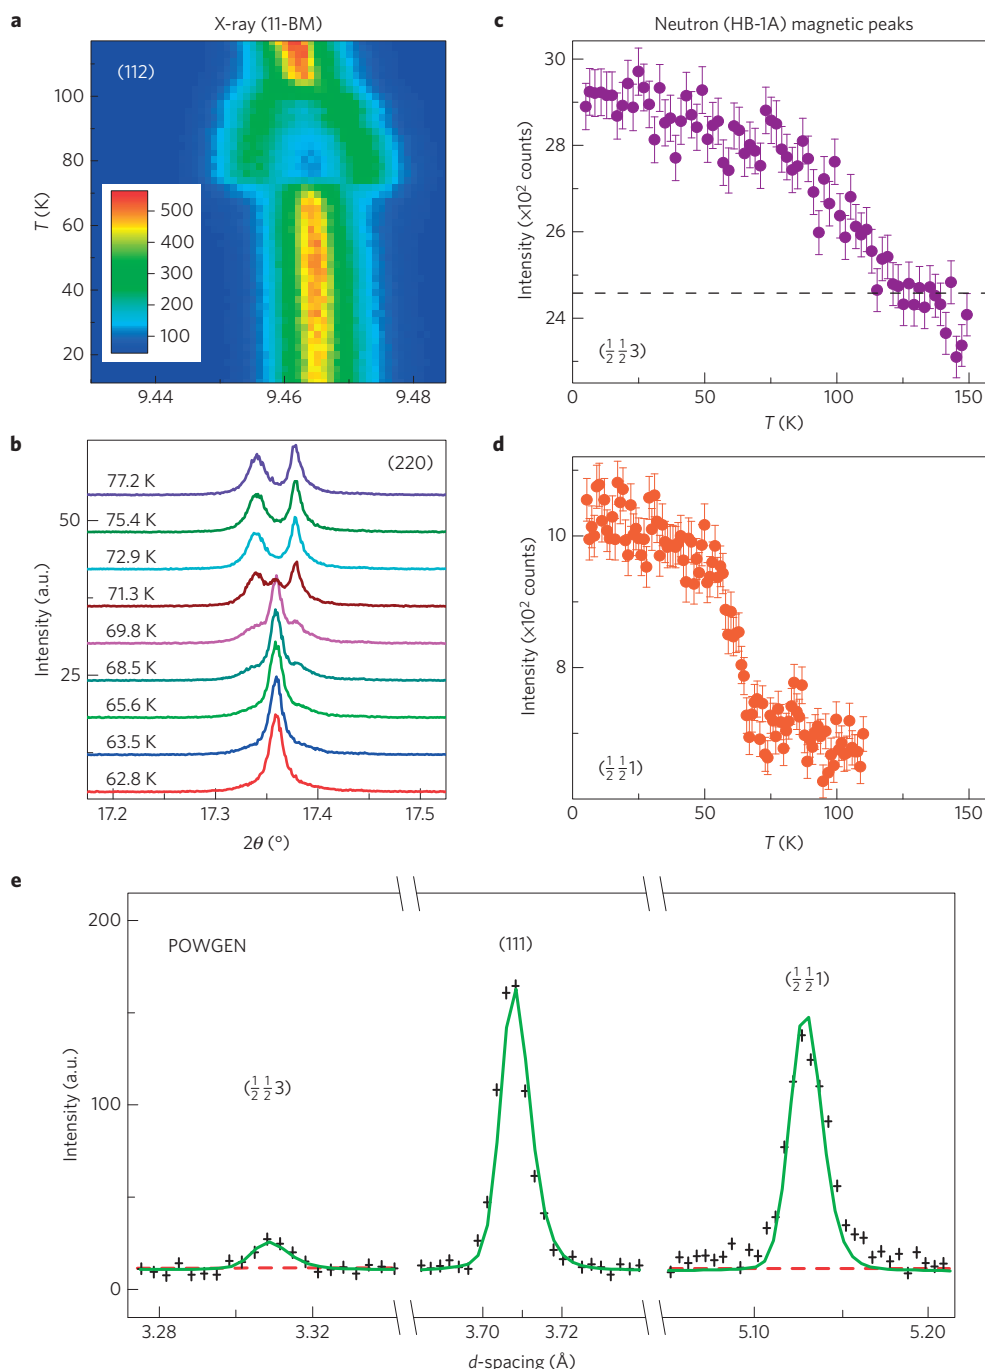 a
X-ray (11-BM)
(112)
T (K)
100
80
60
40
20
500
400
300
200
100
9.44
9.46
9.48
b
(220)
77.2 K
75.4 K
72.9 K
71.3 K
69.8 K
68.5 K
65.6 K
63.5 K
62.8 K
Intensity (a.u.)
50
25
17.2
17.3
17.4
17.5
2θ (°)
c
Neutron (HB-1A) magnetic peaks
Intensity (×10² counts)
30
28
26
24
(1/2 1/2 3)
0
50
100
150
T (K)
d
Intensity (×10² counts)
10
8
(1/2 1/2 1)
0
50
100
150
T (K)
e
POWGEN
Intensity (a.u.)
200
100
0
(1/2 1/2 3)
(111)
(1/2 1/2 1)
3.28
3.32
3.70
3.72
5.10
5.20
d-spacing (Å)